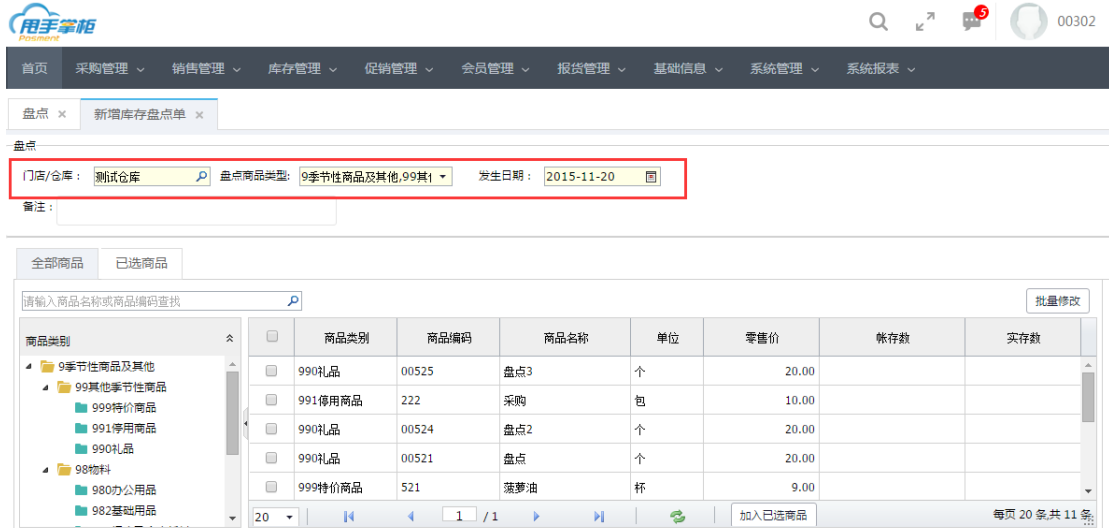 甩手掌柜
Posment
5
00302
首页 采购管理 销售管理 库存管理 促销管理 会员管理 报货管理 基础信息 系统管理 系统报表
盘点 × 新增库存盘点单 ×
盘点
门店/仓库： 测试仓库 盘点商品类型: 9季节性商品及其他,99其 发生日期： 2015-11-20
备注：
全部商品 已选商品
请输入商品名称或商品编码查找 批量修改
商品类别 商品类别 商品编码 商品名称 单位 零售价 帐存数 实存数
9季节性商品及其他 990礼品 00525 盘点3 个 20.00
99其他季节性商品
999特价商品 991停用商品 222 采购 包 10.00
991停用商品 990礼品 00524 盘点2 个 20.00
990礼品 990礼品 00521 盘点 个 20.00
98物料
980办公用品 999特价商品 521 菠萝油 杯 9.00
982基础用品
20 1 /1 加入已选商品 每页 20 条,共 11 条